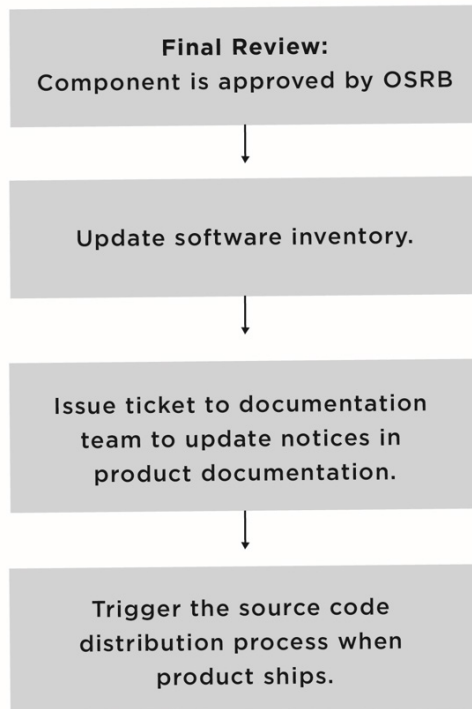 Final Review:
Component is approved by OSRB
Update software inventory.
Issue ticket to documentation
team to update notices in
product documentation.
Trigger the source code
distribution process when
product ships.